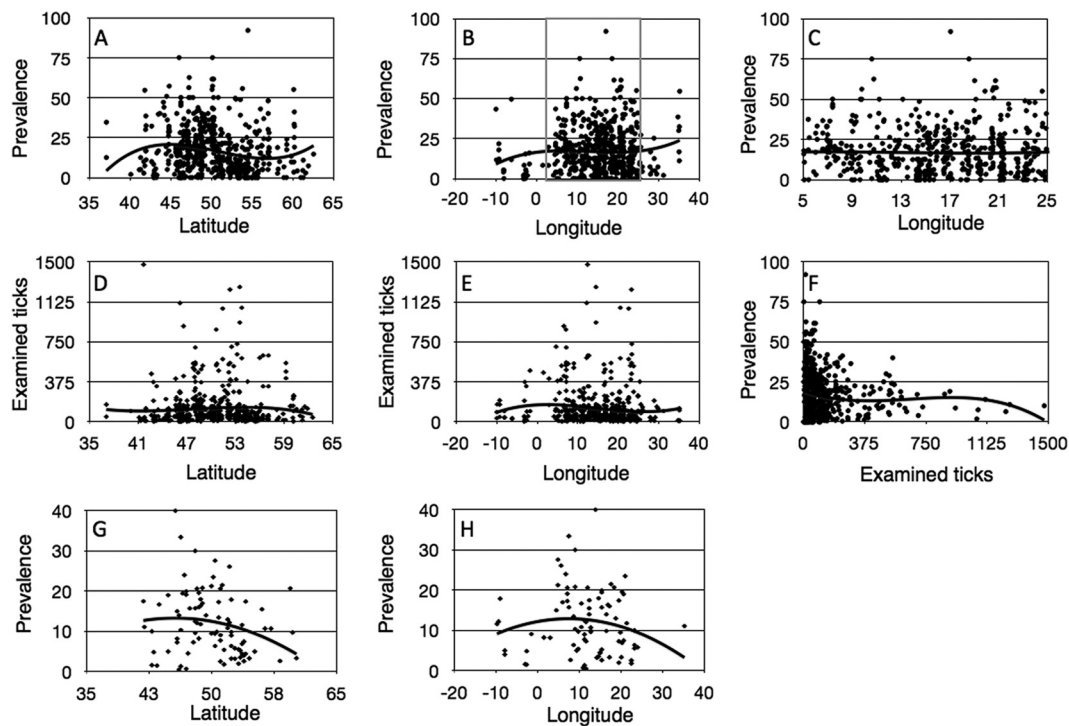 A
Prevalence
100
75
50
25
0
35 40 45 50 55 60 65
Latitude
B
Prevalence
100
75
50
25
0
-20 -10 0 10 20 30 40
Longitude
C
Prevalence
100
75
50
25
0
5 9 13 17 21 25
Longitude
D
Examined ticks
1500
1125
750
375
0
35 41 47 53 59 65
Latitude
E
Examined ticks
1500
1125
750
375
0
-20 -10 0 10 20 30 40
Longitude
F
Prevalence
100
75
50
25
0
0 375 750 1125 1500
Examined ticks
G
Prevalence
40
30
20
10
0
35 43 50 58 65
Latitude
H
Prevalence
40
30
20
10
0
-20 -10 0 10 20 30 40
Longitude